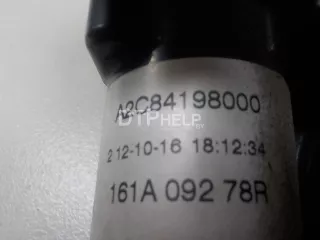 A2C84198000
DTPHELP
2 12-10-16 18:12:34
161A 092 78R